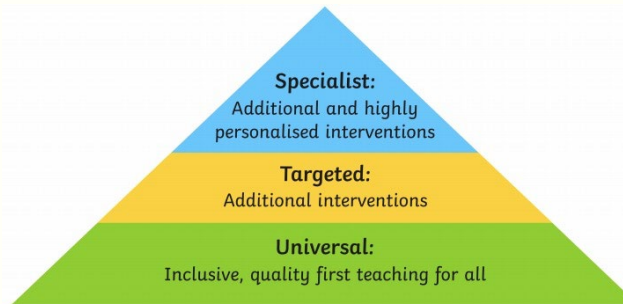 Specialist:
Additional and highly
personalised interventions
Targeted:
Additional interventions
Universal:
Inclusive, quality first teaching for all